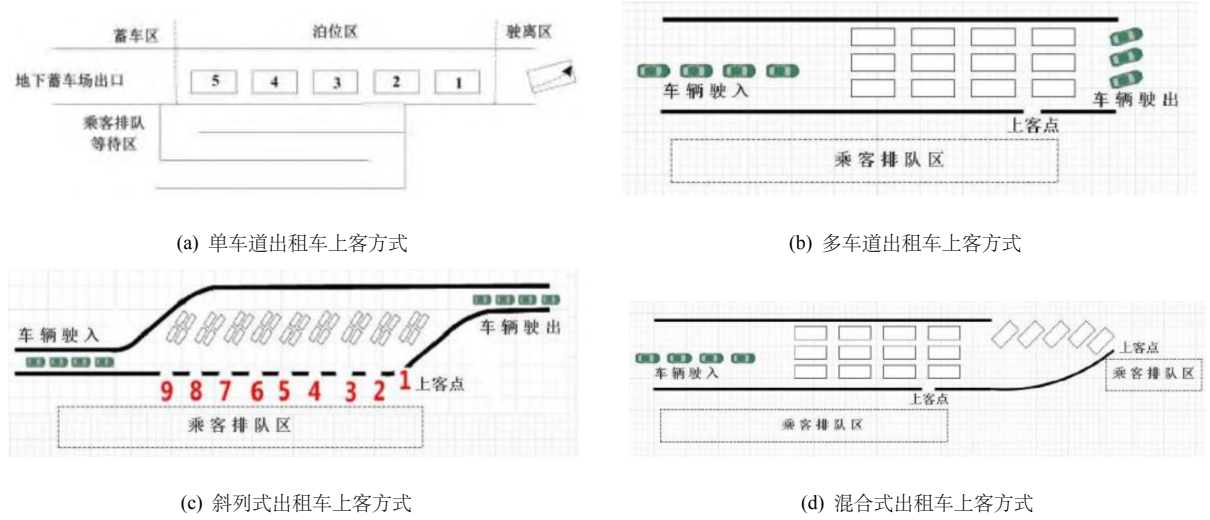 蓄车区 泊位区 驶离区
地下蓄车场出口 5 4 3 2 1
乘客排队
等待区
(a) 单车道出租车上客方式
车辆驶入
车辆驶出
上客点
乘客排队区
(b) 多车道出租车上客方式
车辆驶入
车辆驶出
9 8 7 6 5 4 3 2 1 上客点
乘客排队区
(c) 斜列式出租车上客方式
上客点
车辆驶入
乘客排队区
上客点
乘客排队区
(d) 混合式出租车上客方式